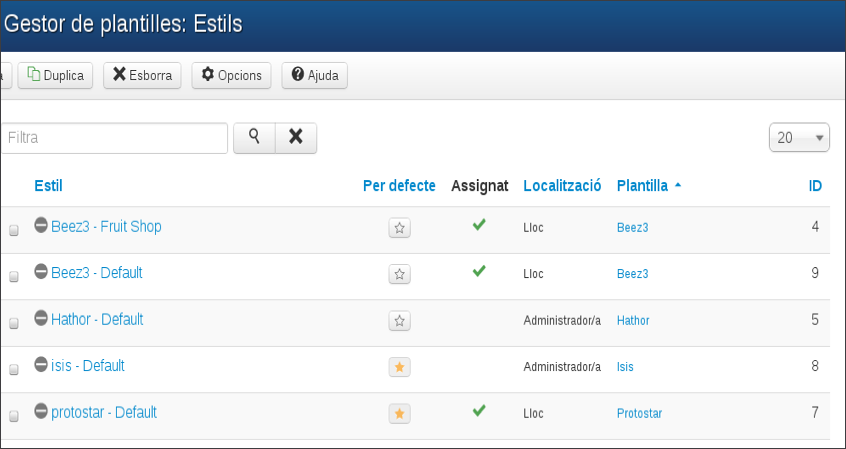 Gestor de plantilles: Estils
a Duplica Esborra Opcions Ajuda
Filtra 20
Estil Per defecte Assignat Localització Plantilla ID
Beez3 - Fruit Shop Lloc Beez3 4
Beez3 - Default Lloc Beez3 9
Hathor - Default Administrador/a Hathor 5
isis - Default Administrador/a Isis 8
protostar - Default Lloc Protostar 7